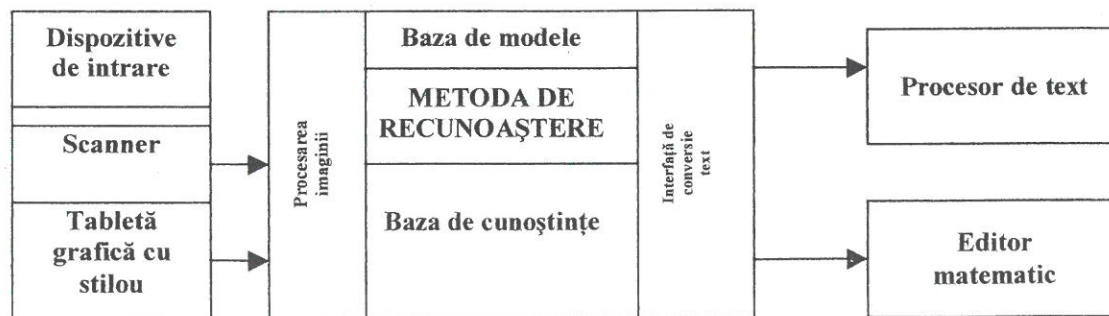 Dispozitive
de intrare
Scanner
Tabletă
grafică cu
stilou
Procesarea
imaginii
Baza de modele
METODA DE
RECUNOAŞTERE
Baza de cunoştinţe
Interfaţă de
conversie
text
Procesor de text
Editor
matematic